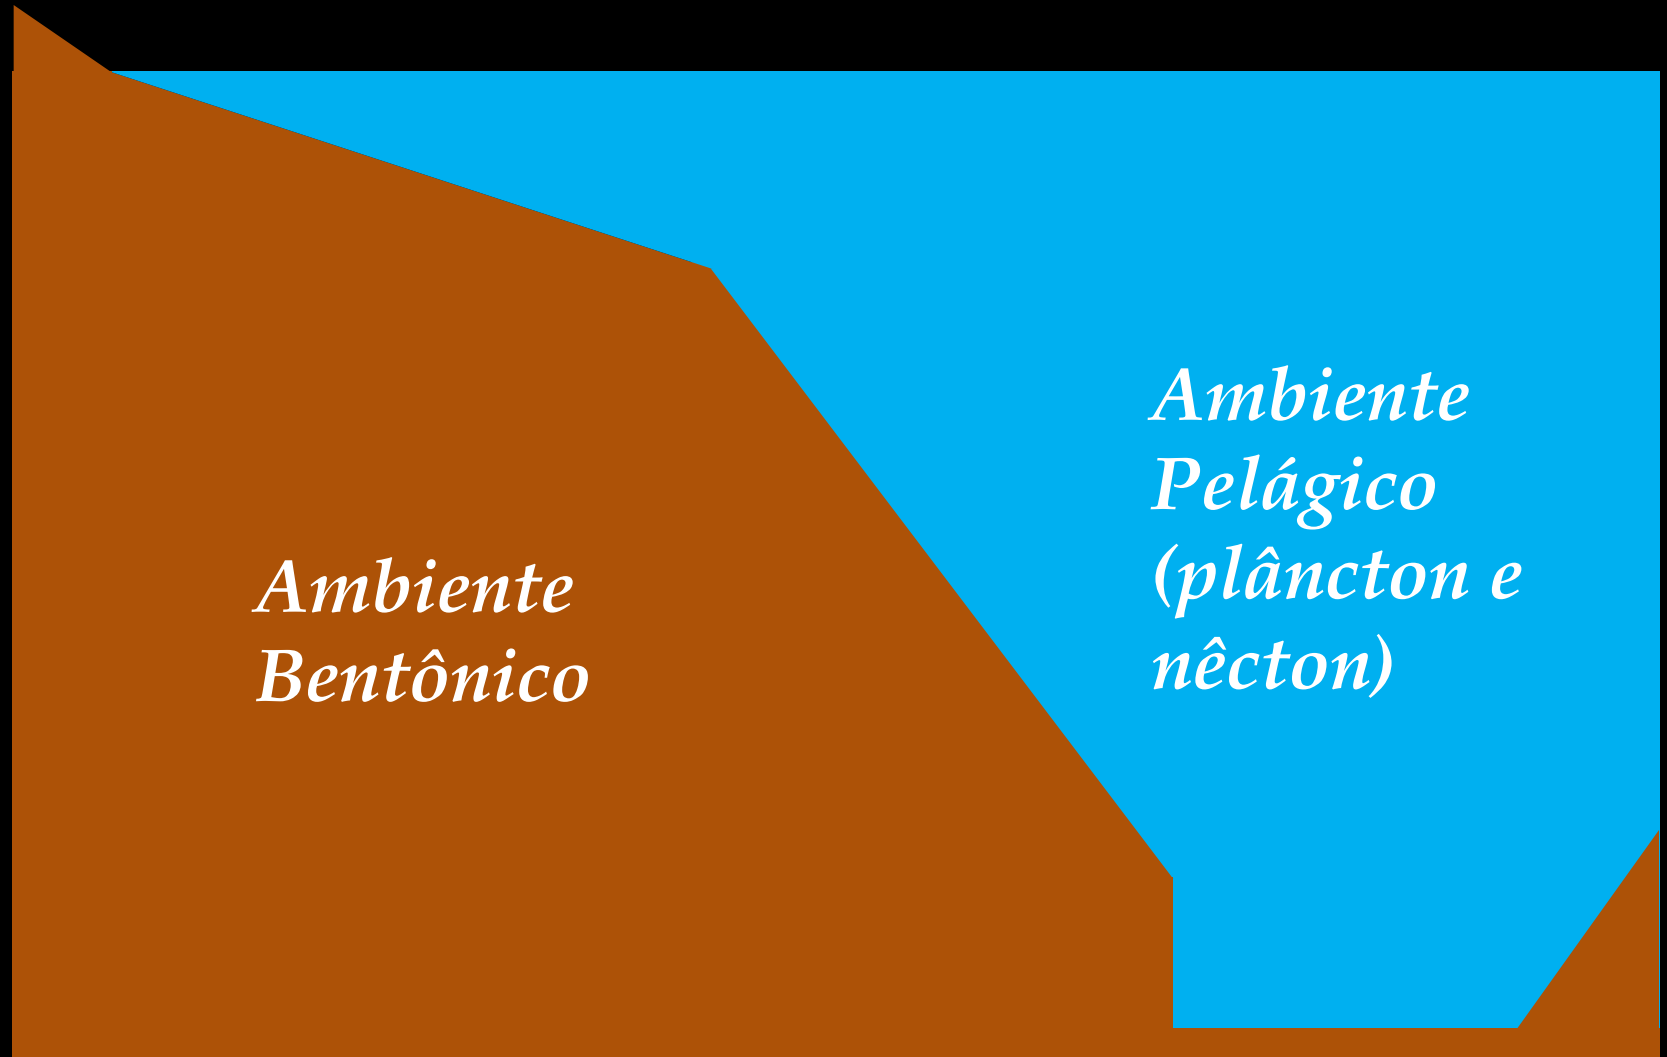 Ambiente
Bentônico
Ambiente
Pelágico
(plâncton e
nêcton)